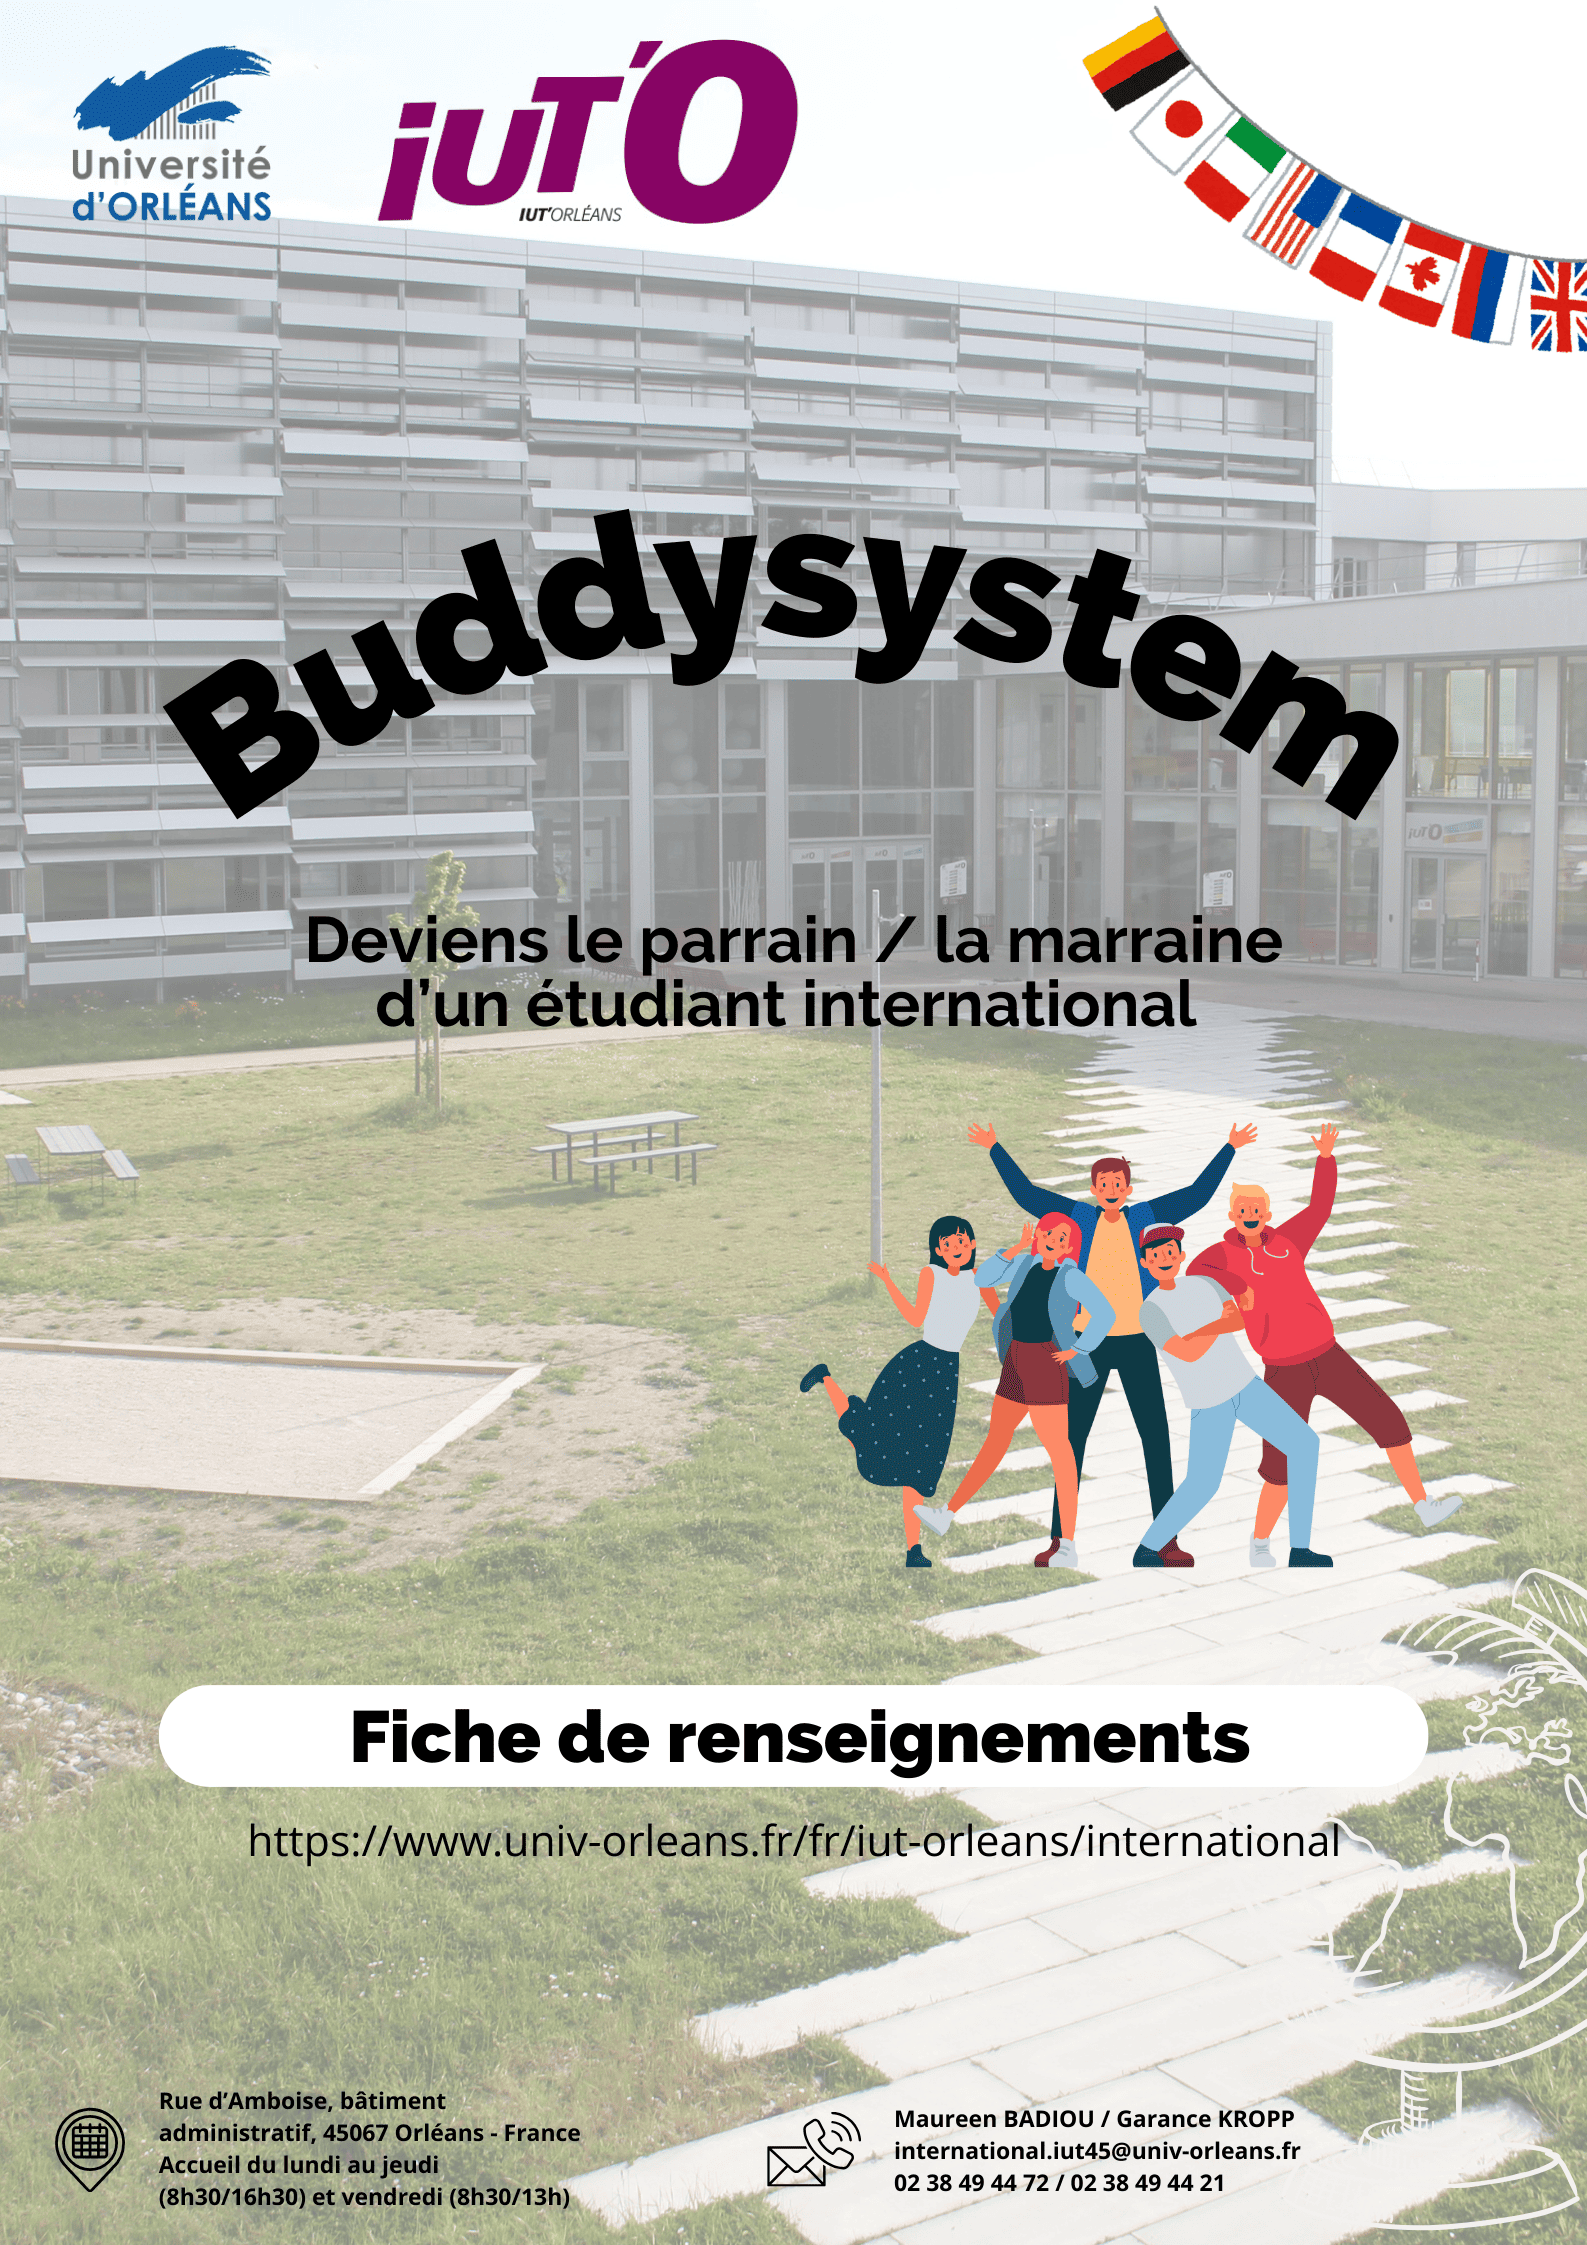 Université
d'ORLÉANS
iUT'O
IUT'ORLÉANS
Buddysystem
Deviens le parrain / la marraine
d'un étudiant international
Fiche de renseignements
https://www.univ-orleans.fr/fr/iut-orleans/international
Rue d'Amboise, bâtiment
administratif, 45067 Orléans - France
Accueil du lundi au jeudi
(8h30/16h30) et vendredi (8h30/13h)
Maureen BADIOU / Garance KROPP
international.iut45@univ-orleans.fr
02 38 49 44 72 / 02 38 49 44 21